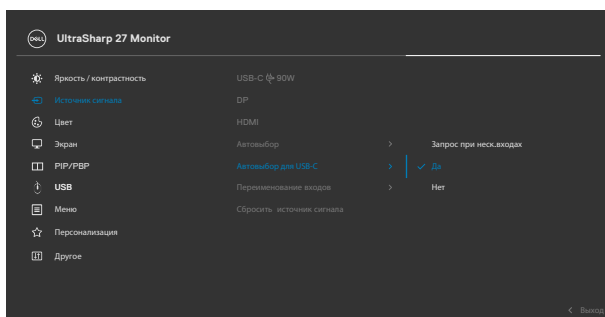 DELL UltraSharp 27 Monitor
Яркость / контрастность
USB-C 90W
Источник сигнала
DP
Цвет
HDMI
Экран
Автовыбор
Запрос при неск.входах
PIP/PBP
Автовыбор для USB-C
Да
USB
Переименование входов
Нет
Меню
Сбросить источник сигнала
Персонализация
Другое
Выход